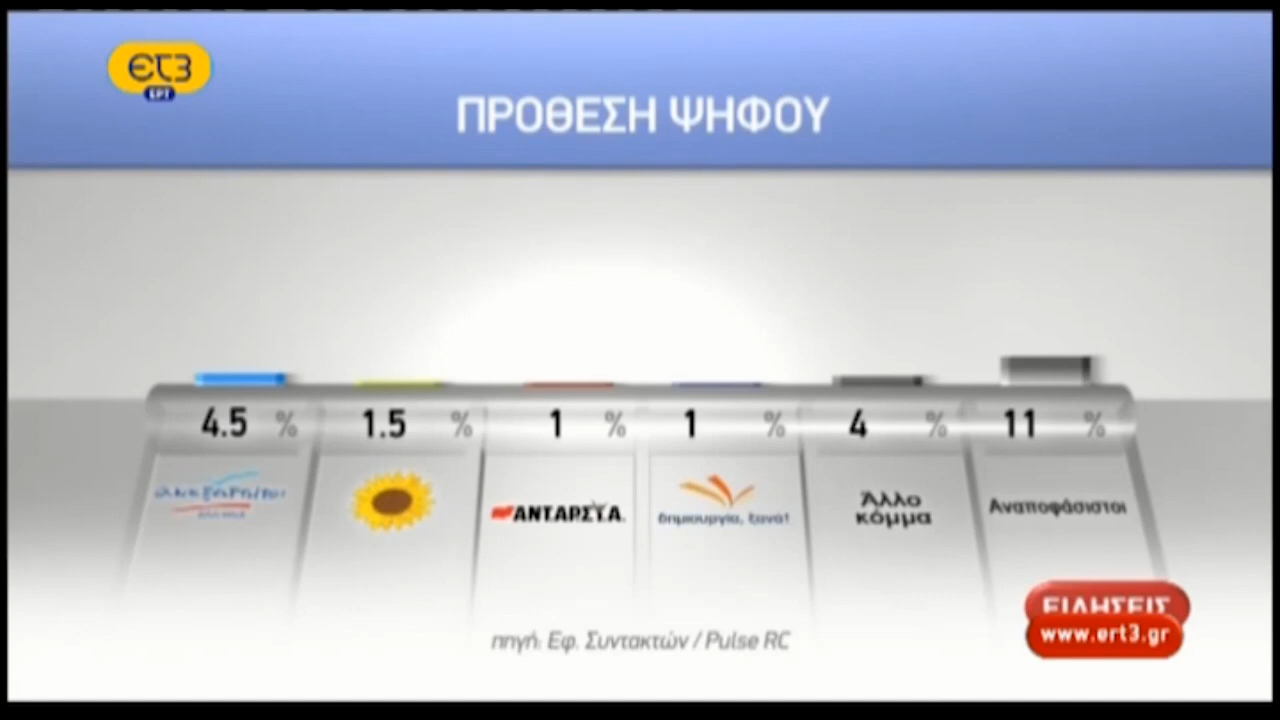 ετ3
ΕΡΤ
ΠΡΟΘΕΣΗ ΨΗΦΟΥ
4.5 % 1.5 % 1 % 1 % 4 % 11 %
ΑΝΤΑΡΣΥΑ
δημιουργία, ξανά!
Άλλο
κόμμα
Αναποφάσιστοι
πηγή: Εφ. Συντακτών / Pulse RC
ΕΙΔΗΣΕΙΣ
www.ert3.gr